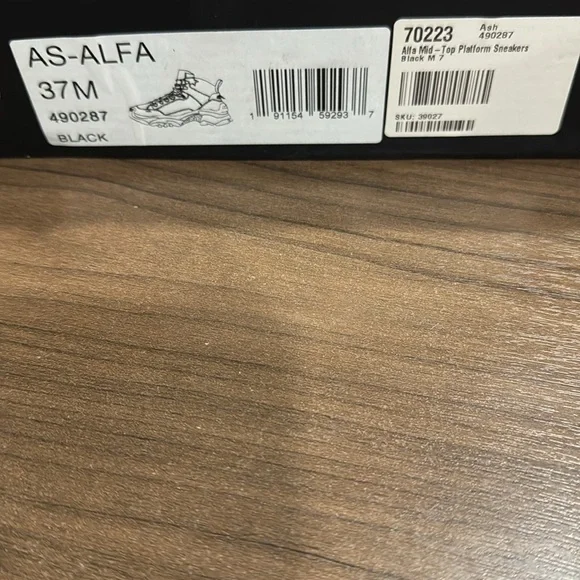 AS-ALFA
37M
490287
BLACK
1 91154 59293 7
70223
Ash
490287
Alfa Mid-Top Platform Sneakers
Black M 7
SKU: 39027